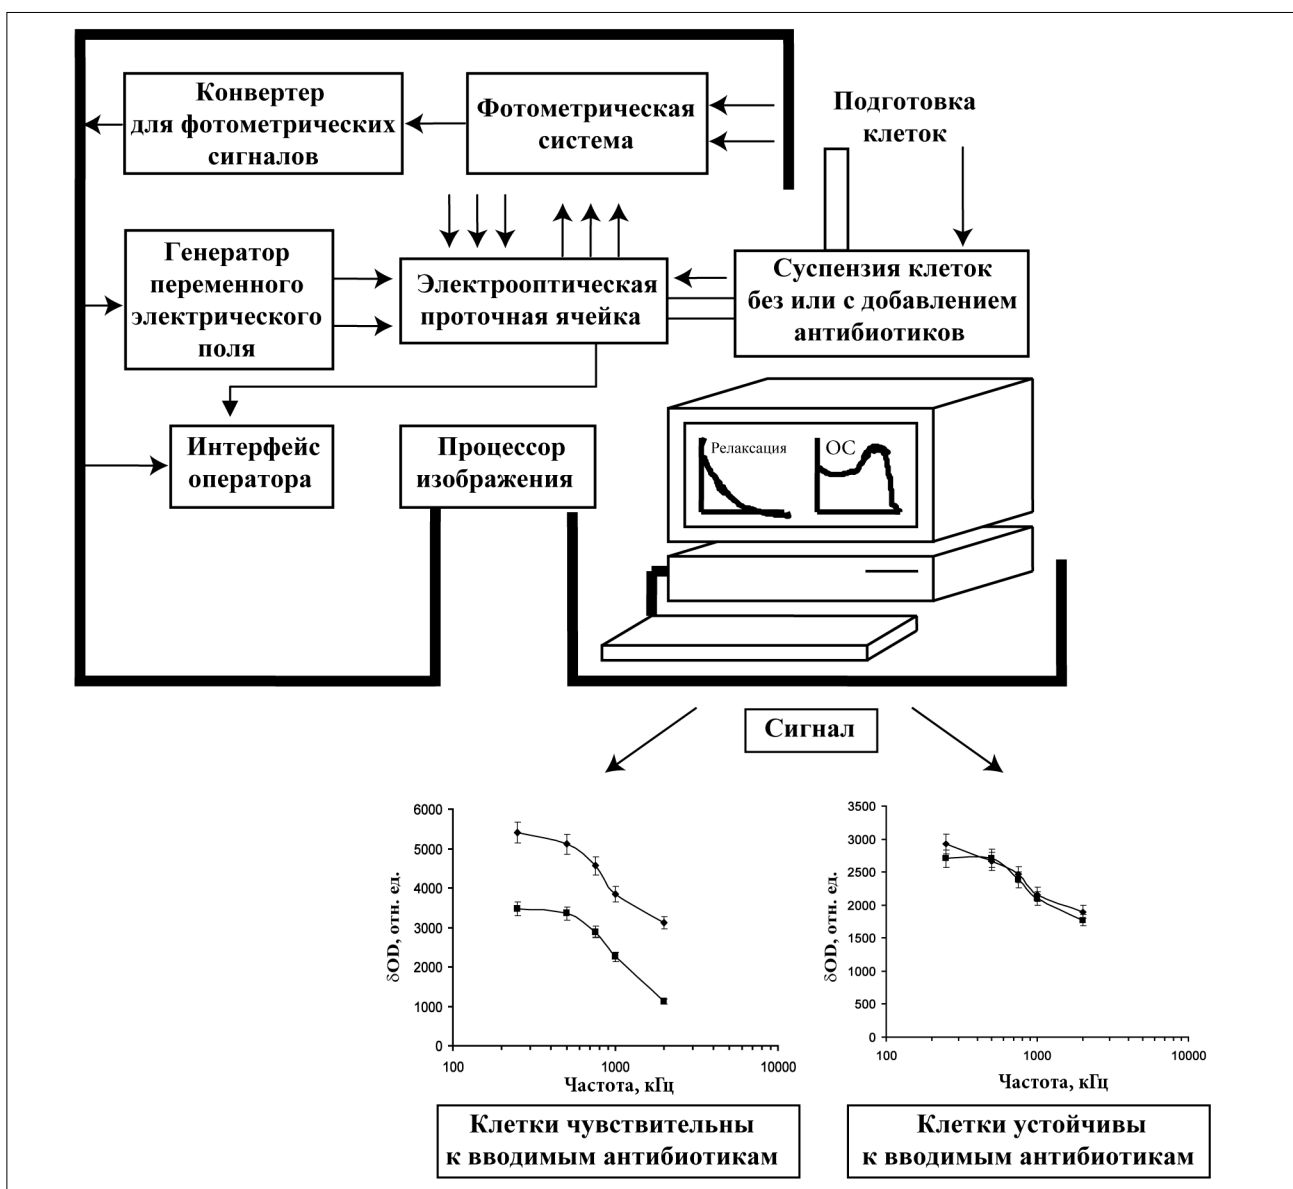 Конвертер
для фотометрических
сигналов
Фотометрическая
система
Подготовка
клеток
Генератор
переменного
электрического
поля
Электрооптическая
проточная ячейка
Суспензия клеток
без или с добавлением
антибиотиков
Интерфейс
оператора
Процессор
изображения
Релаксация
ОС
Сигнал
δOD, отн. ед.
6000
5000
4000
3000
2000
1000
0
100
1000
10000
Частота, кГц
Клетки чувствительны
к вводимым антибиотикам
δOD, отн. ед.
3500
3000
2500
2000
1500
1000
500
0
100
1000
10000
Частота, кГц
Клетки устойчивы
к вводимым антибиотикам